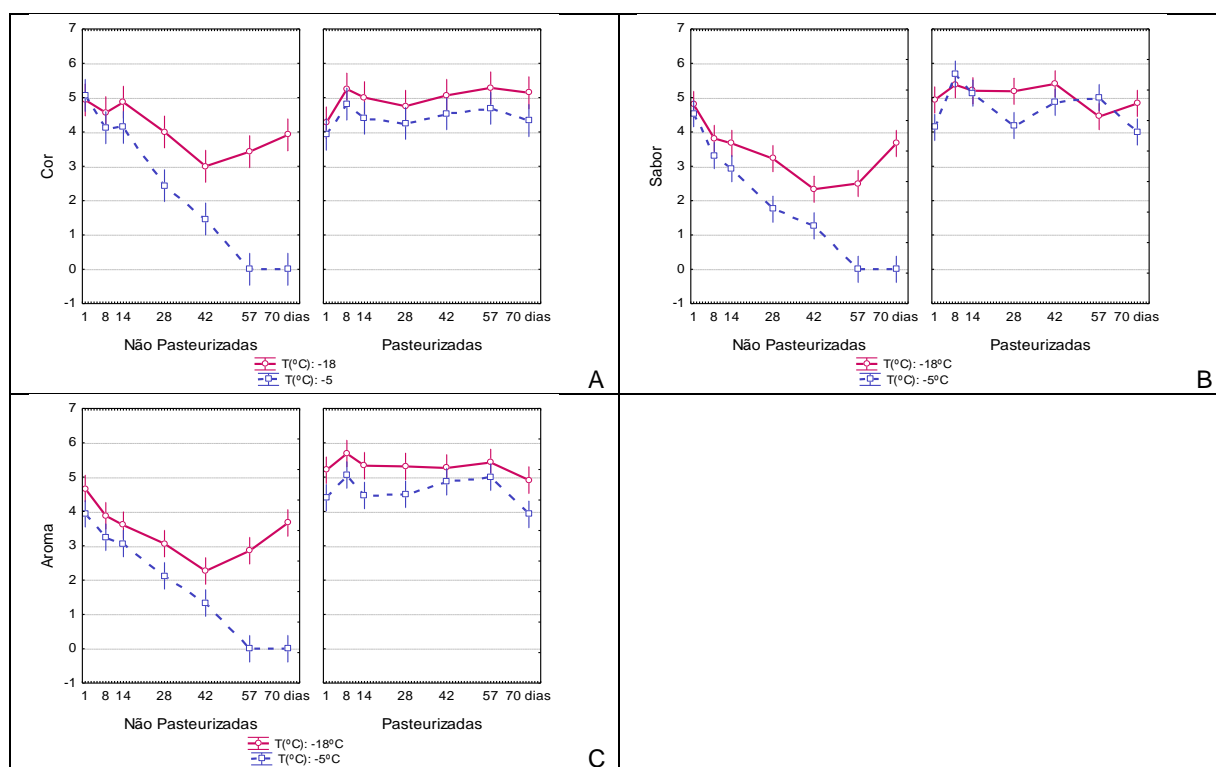 7
6
5
4
3
2
1
0
-1
Cor
1 8 14 28 42 57 70 dias
1 8 14 28 42 57 70 dias
Não Pasteurizadas
Pasteurizadas
T(ºC): -18
T(ºC): -5
A
7
6
5
4
3
2
1
0
-1
Sabor
1 8 14 28 42 57 70 dias
1 8 14 28 42 57 70 dias
Não Pasteurizadas
Pasteurizadas
T(ºC): -18ºC
T(ºC): -5ºC
B
7
6
5
4
3
2
1
0
-1
Aroma
1 8 14 28 42 57 70 dias
1 8 14 28 42 57 70 dias
Não Pasteurizadas
Pasteurizadas
T(ºC): -18ºC
T(ºC): -5ºC
C